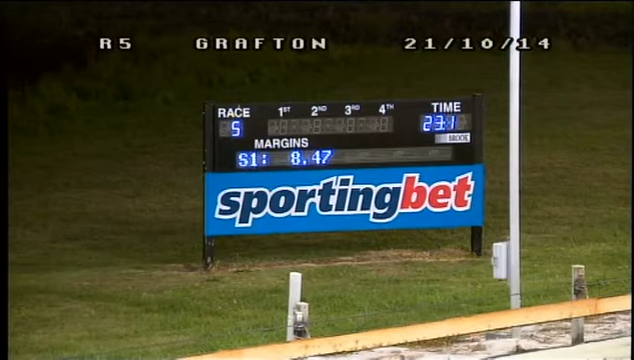 R5 GRAFTON 21/10/14
RACE 1ST 2ND 3RD 4TH TIME
5 23.1
BROOK
MARGINS
S1: 8.47
sportingbet